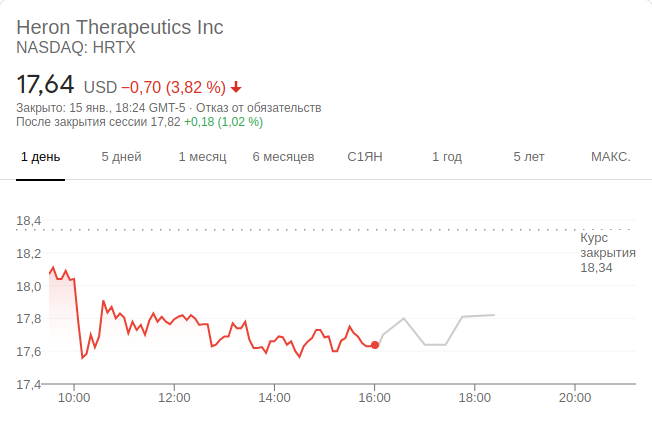 Heron Therapeutics Inc
NASDAQ: HRTX
17,64 USD −0,70 (3,82 %)
Закрыто: 15 янв., 18:24 GMT-5 · Отказ от обязательств
После закрытия сессии 17,82 +0,18 (1,02 %)
1 день 5 дней 1 месяц 6 месяцев С1ЯН 1 год 5 лет МАКС.
18,4
Курс
закрытия
18,34
18,2
18,0
17,8
17,6
17,4
10:00 12:00 14:00 16:00 18:00 20:00